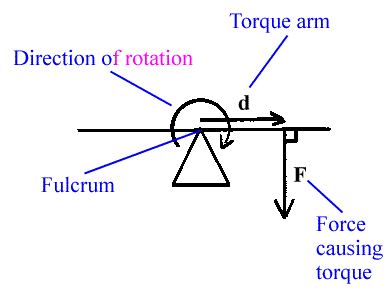 Torque arm
Direction of rotation
d
Fulcrum
F
Force
causing
torque